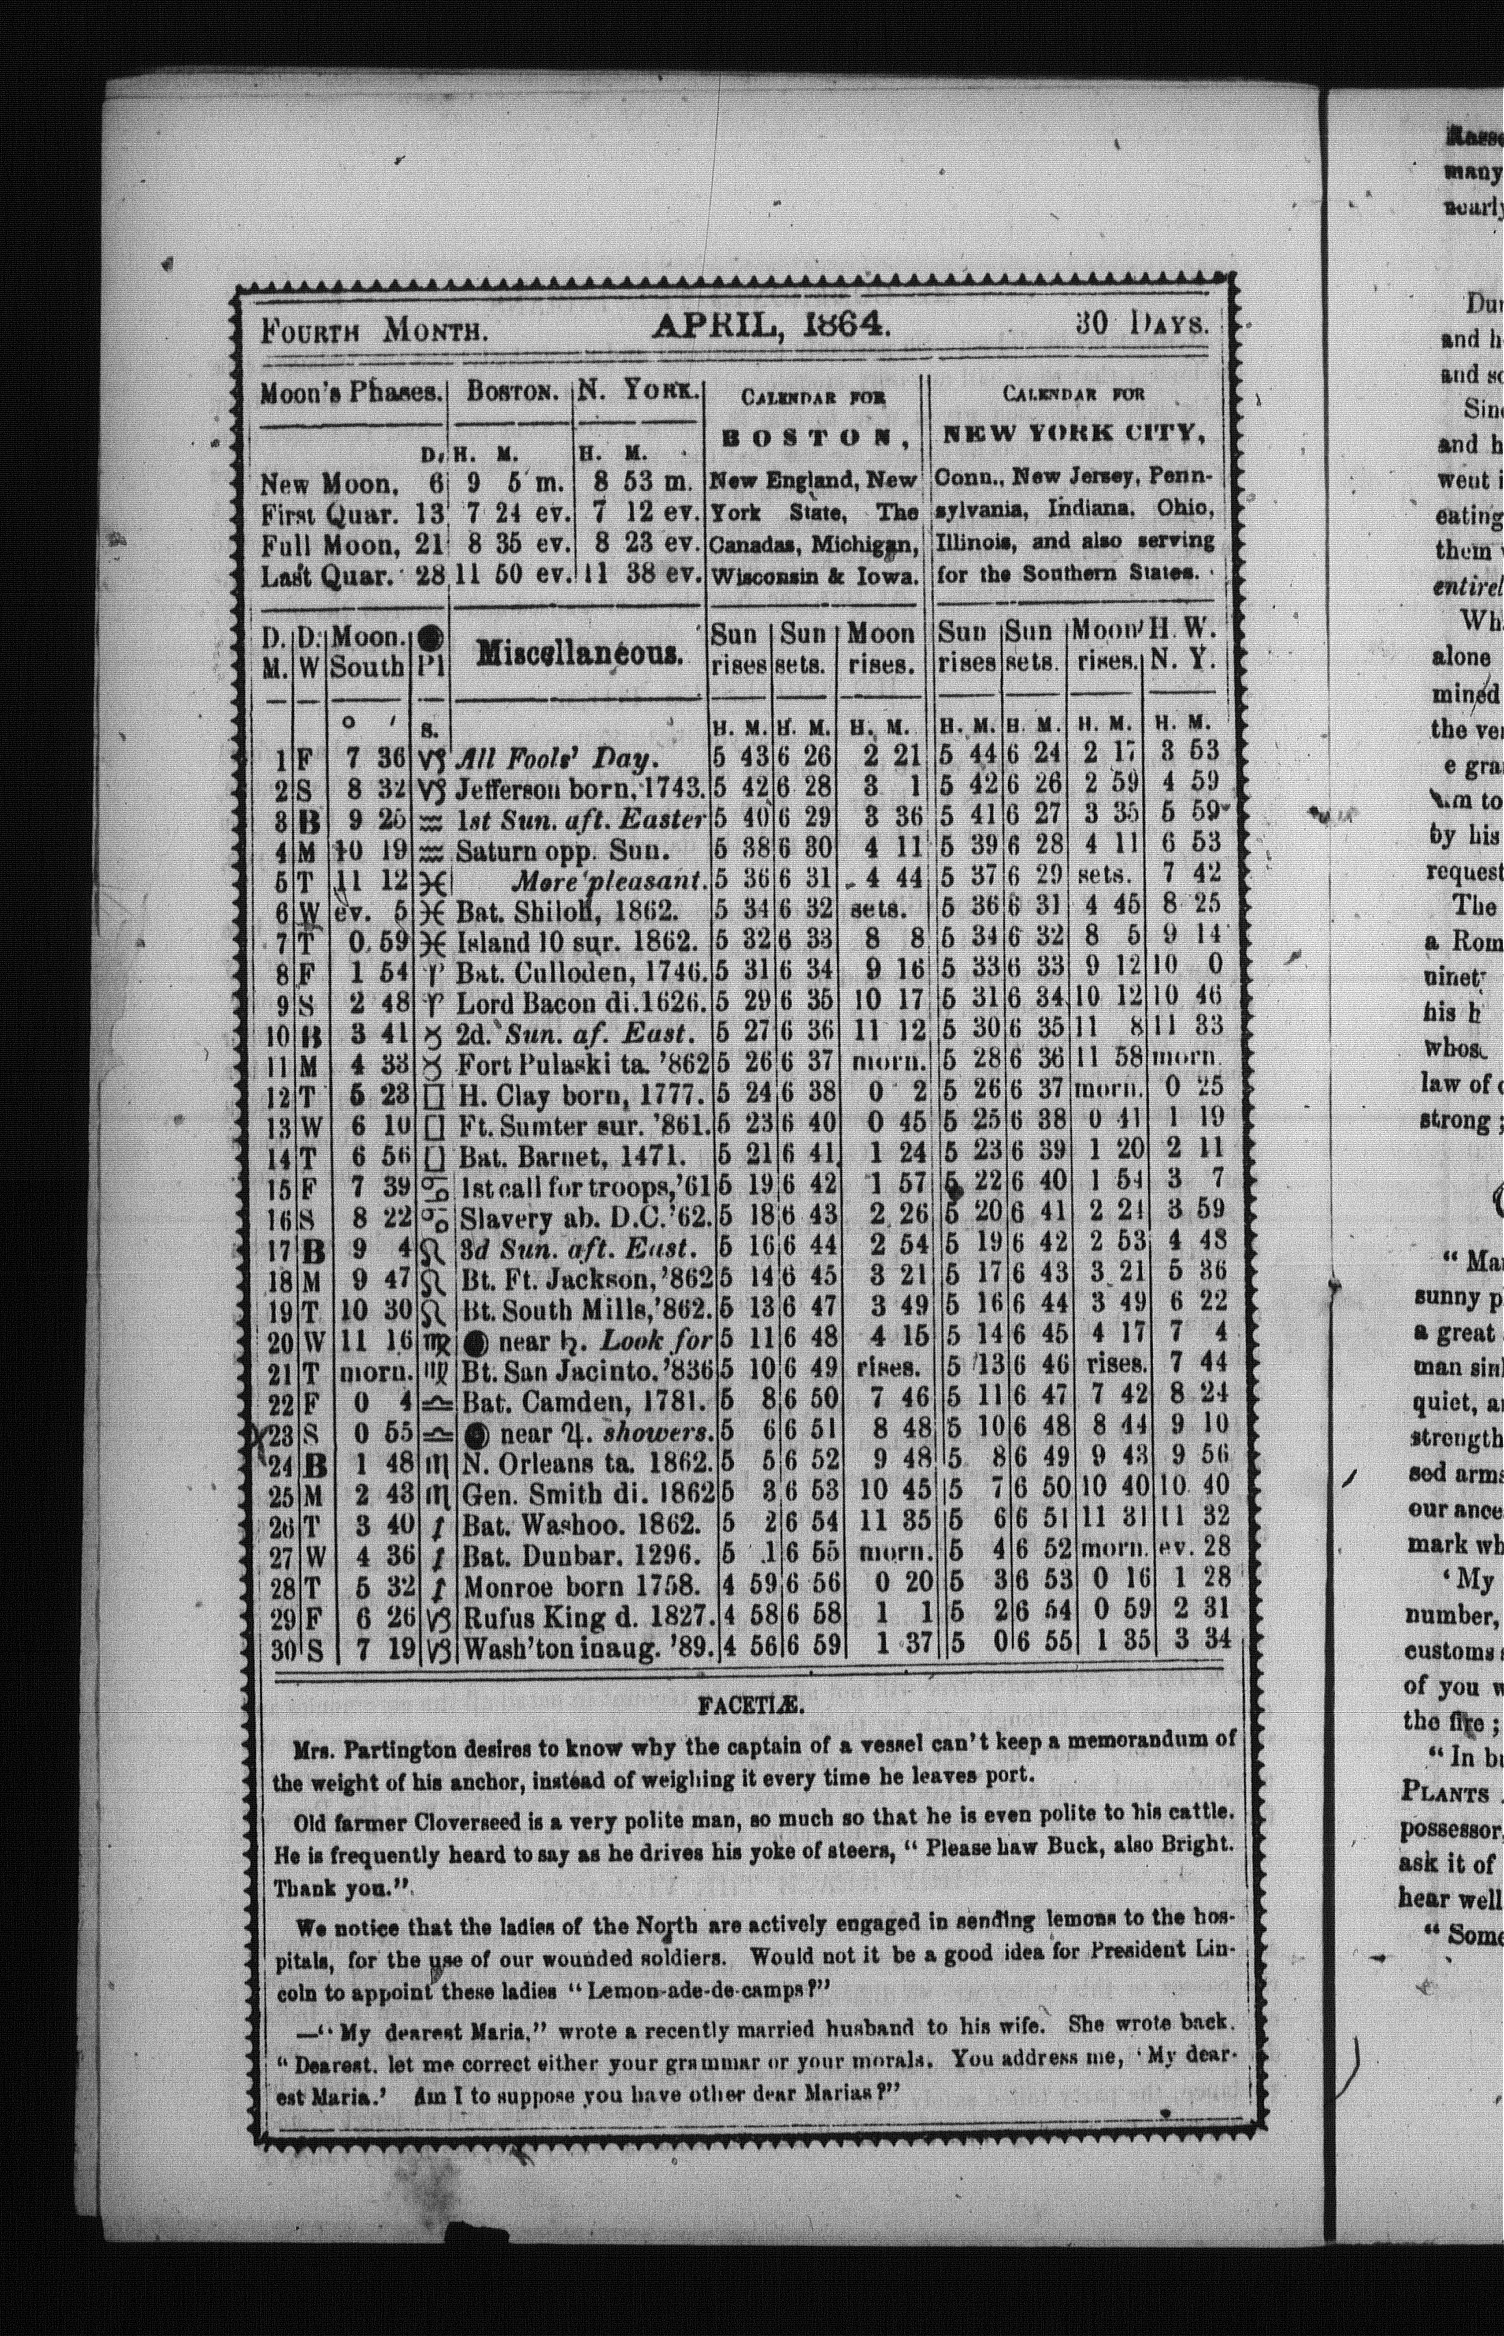 FOURTH MONTH. APRIL, 1864. 30 DAYS.
Moon's Phases. BOSTON. N. YORK. CALENDAR FOR CALENDAR FOR
BOSTON, NEW YORK CITY,
D. H. M. H. M.
New Moon, 6 9 5 m. 8 53 m. New England, New Conn., New Jersey, Penn-
First Quar. 13 7 24 ev. 7 12 ev. York State, The sylvania, Indiana, Ohio,
Full Moon, 21 8 35 ev. 8 23 ev. Canadas, Michigan, Illinois, and also serving
Last Quar. 28 11 50 ev. 11 38 ev. Wisconsin & Iowa. for the Southern States.
D. D. Moon. Miscellaneous. Sun Sun Moon Sun Sun Moon H. W.
M. W South Pl rises sets. rises. rises sets. rises. N. Y.
° ' s. H. M. H. M. H. M. H. M. H. M. H. M. H. M.
1 F 7 36 ♑ All Fools' Day. 5 43 6 26 2 21 5 44 6 24 2 17 3 53
2 S 8 32 ♑ Jefferson born, 1743. 5 42 6 28 3 1 5 42 6 26 2 59 4 59
3 B 9 25 ♒ 1st Sun. aft. Easter 5 40 6 29 3 36 5 41 6 27 3 35 5 59
4 M 10 19 ♒ Saturn opp. Sun. 5 38 6 30 4 11 5 39 6 28 4 11 6 53
5 T 11 12 ♓ More pleasant. 5 36 6 31 4 44 5 37 6 29 sets. 7 42
6 W ev. 5 ♓ Bat. Shiloh, 1862. 5 34 6 32 sets. 5 36 6 31 4 45 8 25
7 T 0 59 ♓ Island 10 sur. 1862. 5 32 6 33 8 8 5 34 6 32 8 5 9 14
8 F 1 54 ♈ Bat. Culloden, 1746. 5 31 6 34 9 16 5 33 6 33 9 12 10 0
9 S 2 48 ♈ Lord Bacon di. 1626. 5 29 6 35 10 17 5 31 6 34 10 12 10 46
10 B 3 41 ♉ 2d. Sun. af. East. 5 27 6 36 11 12 5 30 6 35 11 8 11 33
11 M 4 33 ♉ Fort Pulaski ta. '862 5 26 6 37 morn. 5 28 6 36 11 58 morn.
12 T 5 23 ♊ H. Clay born, 1777. 5 24 6 38 0 2 5 26 6 37 morn. 0 25
13 W 6 10 ♊ Ft. Sumter sur. '861. 5 23 6 40 0 45 5 25 6 38 0 41 1 19
14 T 6 56 ♊ Bat. Barnet, 1471. 5 21 6 41 1 24 5 23 6 39 1 20 2 11
15 F 7 39 ♋ 1st call for troops, '61 5 19 6 42 1 57 5 22 6 40 1 54 3 7
16 S 8 22 ♋ Slavery ab. D.C. '62. 5 18 6 43 2 26 5 20 6 41 2 24 3 59
17 B 9 4 ♌ 3d Sun. aft. East. 5 16 6 44 2 54 5 19 6 42 2 53 4 48
18 M 9 47 ♌ Bt. Ft. Jackson, '862 5 14 6 45 3 21 5 17 6 43 3 21 5 36
19 T 10 30 ♌ Bt. South Mills, '862. 5 13 6 47 3 49 5 16 6 44 3 49 6 22
20 W 11 16 ♍ ● near ♄. Look for 5 11 6 48 4 15 5 14 6 45 4 17 7 4
21 T morn. ♍ Bt. San Jacinto. '836 5 10 6 49 rises. 5 13 6 46 rises. 7 44
22 F 0 4 ♎ Bat. Camden, 1781. 5 8 6 50 7 46 5 11 6 47 7 42 8 24
23 S 0 55 ♎ ● near ♃. showers. 5 6 6 51 8 48 5 10 6 48 8 44 9 10
24 B 1 48 ♏ N. Orleans ta. 1862. 5 5 6 52 9 48 5 8 6 49 9 43 9 56
25 M 2 43 ♏ Gen. Smith di. 1862 5 3 6 53 10 45 5 7 6 50 10 40 10 40
26 T 3 40 ♐ Bat. Washoo. 1862. 5 2 6 54 11 35 5 6 6 51 11 31 11 32
27 W 4 36 ♐ Bat. Dunbar. 1296. 5 1 6 55 morn. 5 4 6 52 morn. ev. 28
28 T 5 32 ♐ Monroe born 1758. 4 59 6 56 0 20 5 3 6 53 0 16 1 28
29 F 6 26 ♑ Rufus King d. 1827. 4 58 6 58 1 1 5 2 6 54 0 59 2 31
30 S 7 19 ♑ Wash'ton inaug. '89. 4 56 6 59 1 37 5 0 6 55 1 35 3 34
FACETIÆ.
Mrs. Partington desires to know why the captain of a vessel can't keep a memorandum of
the weight of his anchor, instead of weighing it every time he leaves port.
Old farmer Cloverseed is a very polite man, so much so that he is even polite to his cattle.
He is frequently heard to say as he drives his yoke of steers, "Please haw Buck, also Bright.
Thank you."
We notice that the ladies of the North are actively engaged in sending lemons to the hos-
pitals, for the use of our wounded soldiers. Would not it be a good idea for President Lin-
coln to appoint these ladies "Lemon-ade-de-camps?"
—"My dearest Maria," wrote a recently married husband to his wife. She wrote back.
"Dearest. let me correct either your grammar or your morals. You address me, 'My dear-
est Maria.' Am I to suppose you have other dear Marias?"
many
nearly
and h
and so
and h
went i
eating
them
Wh
alone
mined
the
e
to
by his
request
The
a Rom
his
law of
strong ;
sunny p
a great
man
quiet, a
strength
sed arms
our
mark
'My
number,
customs
of you
the fire ;
"In
PLANTS
possessor,
ask it of
hear well
"Some